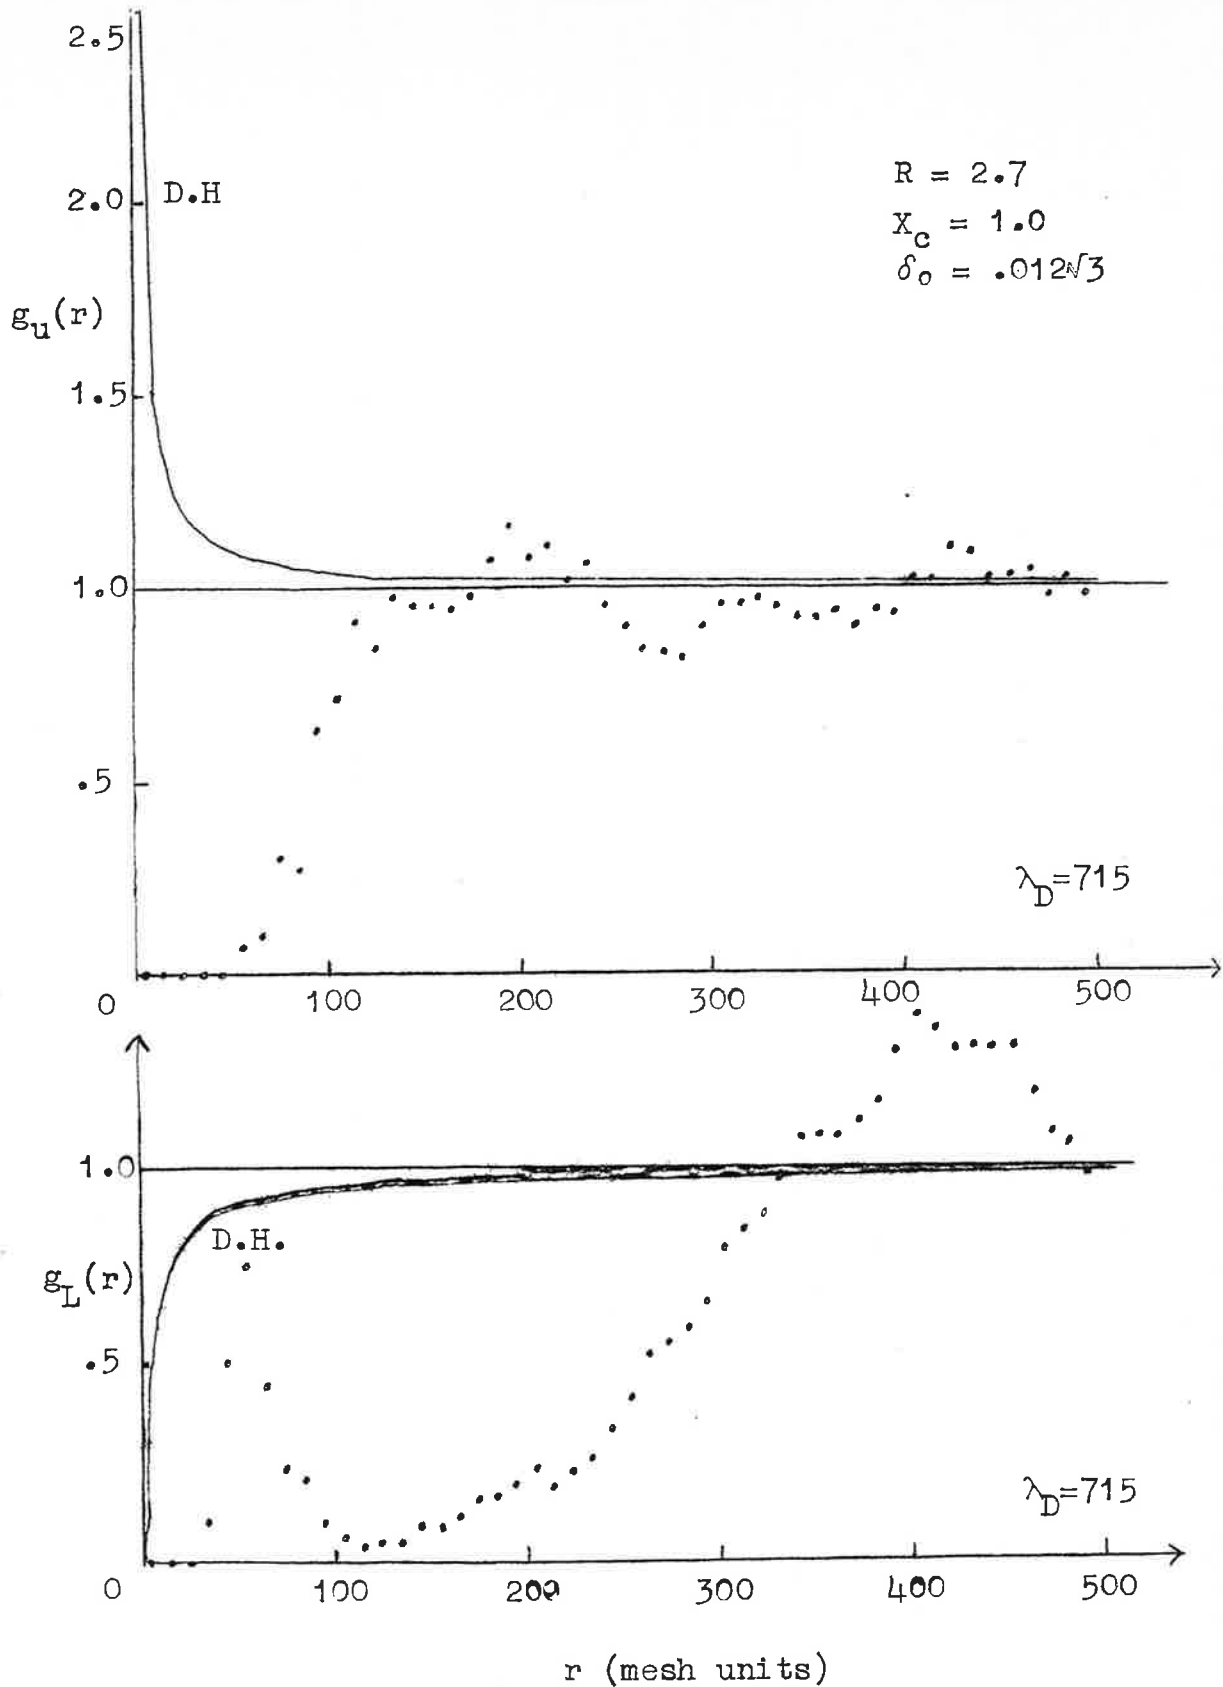 2.5
2.0
D.H
R = 2.7
X_c = 1.0
δ_o = .012√3
g_u(r)
1.5
1.0
.5
λ_D=715
0 100 200 300 400 500
1.0
D.H.
g_L(r)
.5
λ_D=715
0 100 200 300 400 500
r (mesh units)